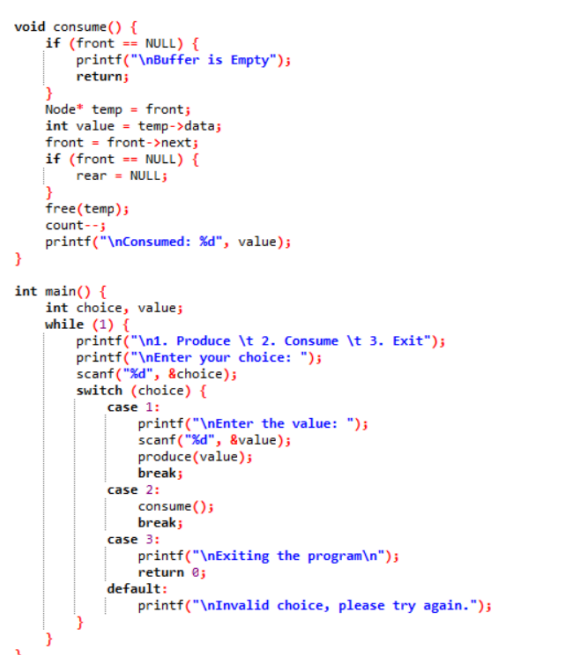 void consume() {
    if (front == NULL) {
        printf("\nBuffer is Empty");
        return;
    }
    Node* temp = front;
    int value = temp->data;
    front = front->next;
    if (front == NULL) {
        rear = NULL;
    }
    free(temp);
    count--;
    printf("\nConsumed: %d", value);
}

int main() {
    int choice, value;
    while (1) {
        printf("\n1. Produce \t 2. Consume \t 3. Exit");
        printf("\nEnter your choice: ");
        scanf("%d", &choice);
        switch (choice) {
            case 1:
                printf("\nEnter the value: ");
                scanf("%d", &value);
                produce(value);
                break;
            case 2:
                consume();
                break;
            case 3:
                printf("\nExiting the program\n");
                return 0;
            default:
                printf("\nInvalid choice, please try again.");
        }
    }
}